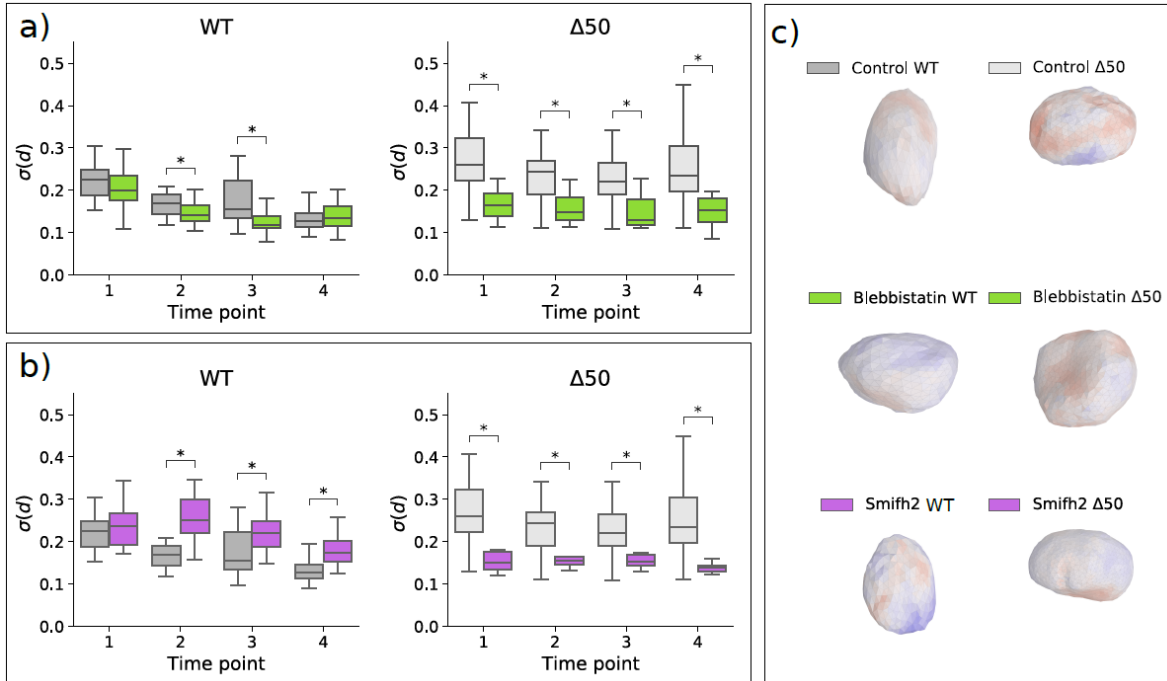 a)
WT
Δ50
0.5
0.4
0.3
0.2
0.1
0.0
σ(d)
*
*
1
2
3
4
Time point
0.5
0.4
0.3
0.2
0.1
0.0
σ(d)
*
*
*
*
1
2
3
4
Time point
b)
WT
Δ50
0.5
0.4
0.3
0.2
0.1
0.0
σ(d)
*
*
*
1
2
3
4
Time point
0.5
0.4
0.3
0.2
0.1
0.0
σ(d)
*
*
*
*
1
2
3
4
Time point
c)
Control WT
Control Δ50
Blebbistatin WT
Blebbistatin Δ50
Smifh2 WT
Smifh2 Δ50